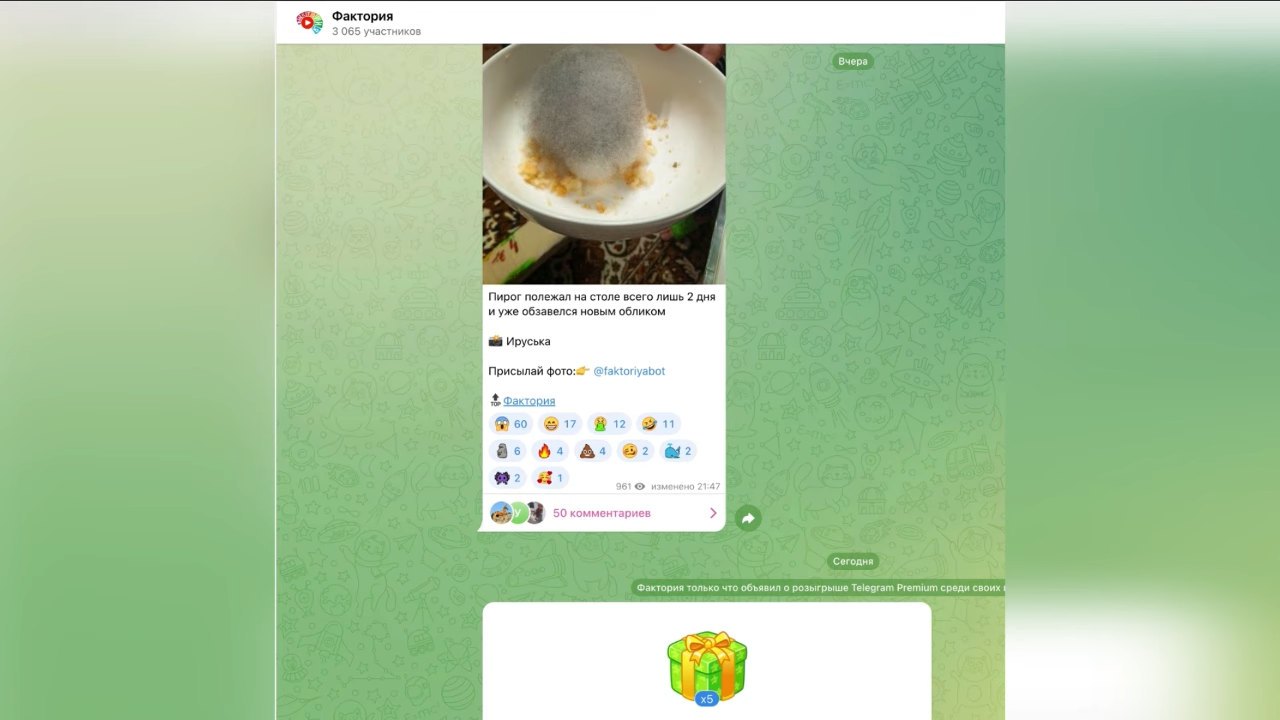 Фактория
3 065 участников
Вчера
Пирог полежал на столе всего лишь 2 дня
и уже обзавелся новым обликом
📸 Ируська
Присылай фото:👉 @faktoriyabot
🔝 Фактория
😱 60 😁 17 🤮 12 🤣 11
🗿 6 🔥 4 💩 4 🥴 2 🐳 2
👾 2 🥰 1
961 изменено 21:47
У
50 комментариев
Сегодня
Фактория только что объявил о розыгрыше Telegram Premium среди своих
x5